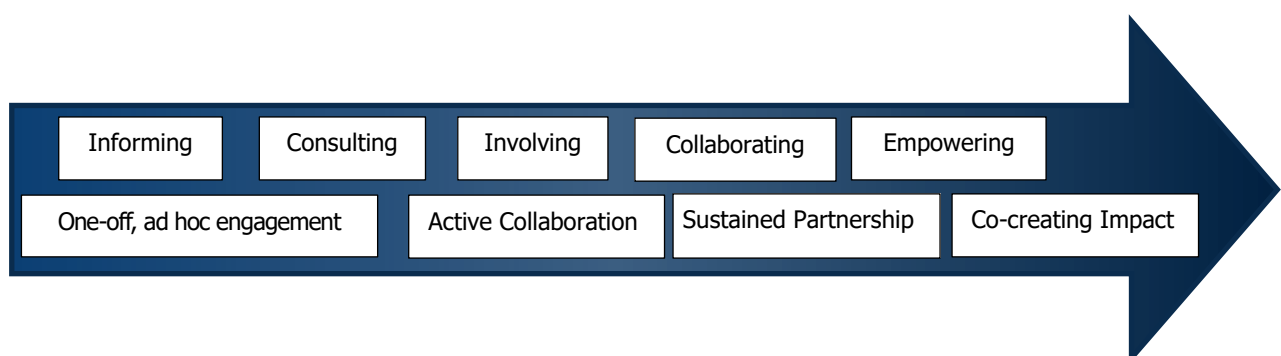 Informing
Consulting
Involving
Collaborating
Empowering
One-off, ad hoc engagement
Active Collaboration
Sustained Partnership
Co-creating Impact